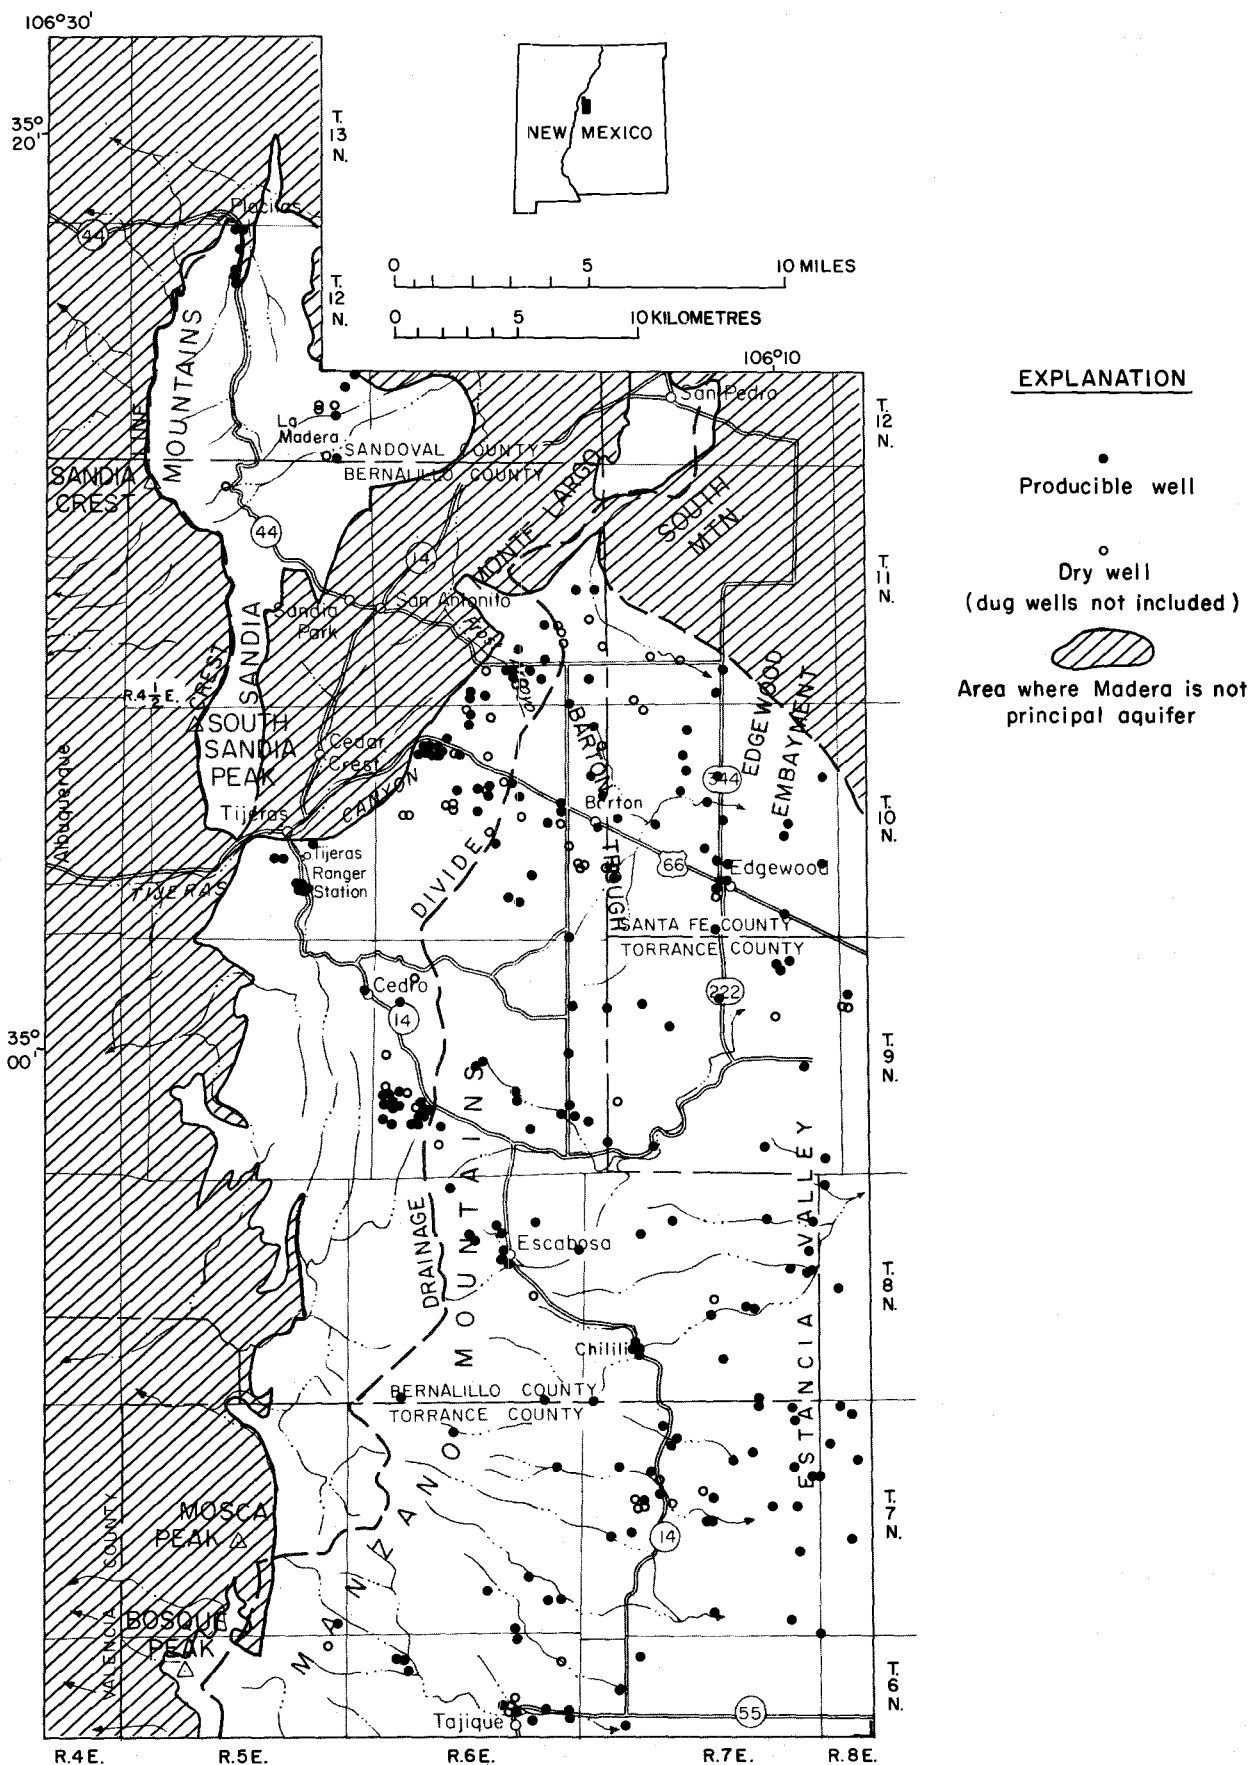 106°30'
35°
20'
T.
13
N.
NEW MEXICO
44
Placitas
0 5 10 MILES
0 5 10 KILOMETRES
T.
12
N.
106°10
MOUNTAINS
LINE
San Pedro
T.
12
N.
La
Madera
SANDOVAL COUNTY
BERNALILLO COUNTY
SANDIA
CREST
MONTE LARGO
SOUTH
MTN.
44
14
T.
11
N.
Sandia
Park
San Antonito
SANDIA
CREST
R.4½E.
SOUTH
SANDIA
PEAK
Cedar
Crest
CANYON
Tijeras
Albuquerque
TIJERAS
Tijeras
Ranger
Station
BARTON
TROUGH
Barton
EDGEWOOD
EMBAYMENT
344
T.
10
N.
66
Edgewood
DIVIDE
SANTA FE COUNTY
TORRANCE COUNTY
Cedro
14
222
35°
00'
T.
9
N.
DRAINAGE
MANZANO MOUNTAINS
Escabosa
ESTANCIA VALLEY
T.
8
N.
Chilili
BERNALILLO COUNTY
TORRANCE COUNTY
MOSCA
PEAK
VALENCIA COUNTY
14
T.
7
N.
BOSQUE
PEAK
T.
6
N.
Tajique
55
R.4E. R.5E. R.6E. R.7E. R.8E.
EXPLANATION
Producible well
Dry well
(dug wells not included)
Area where Madera is not
principal aquifer